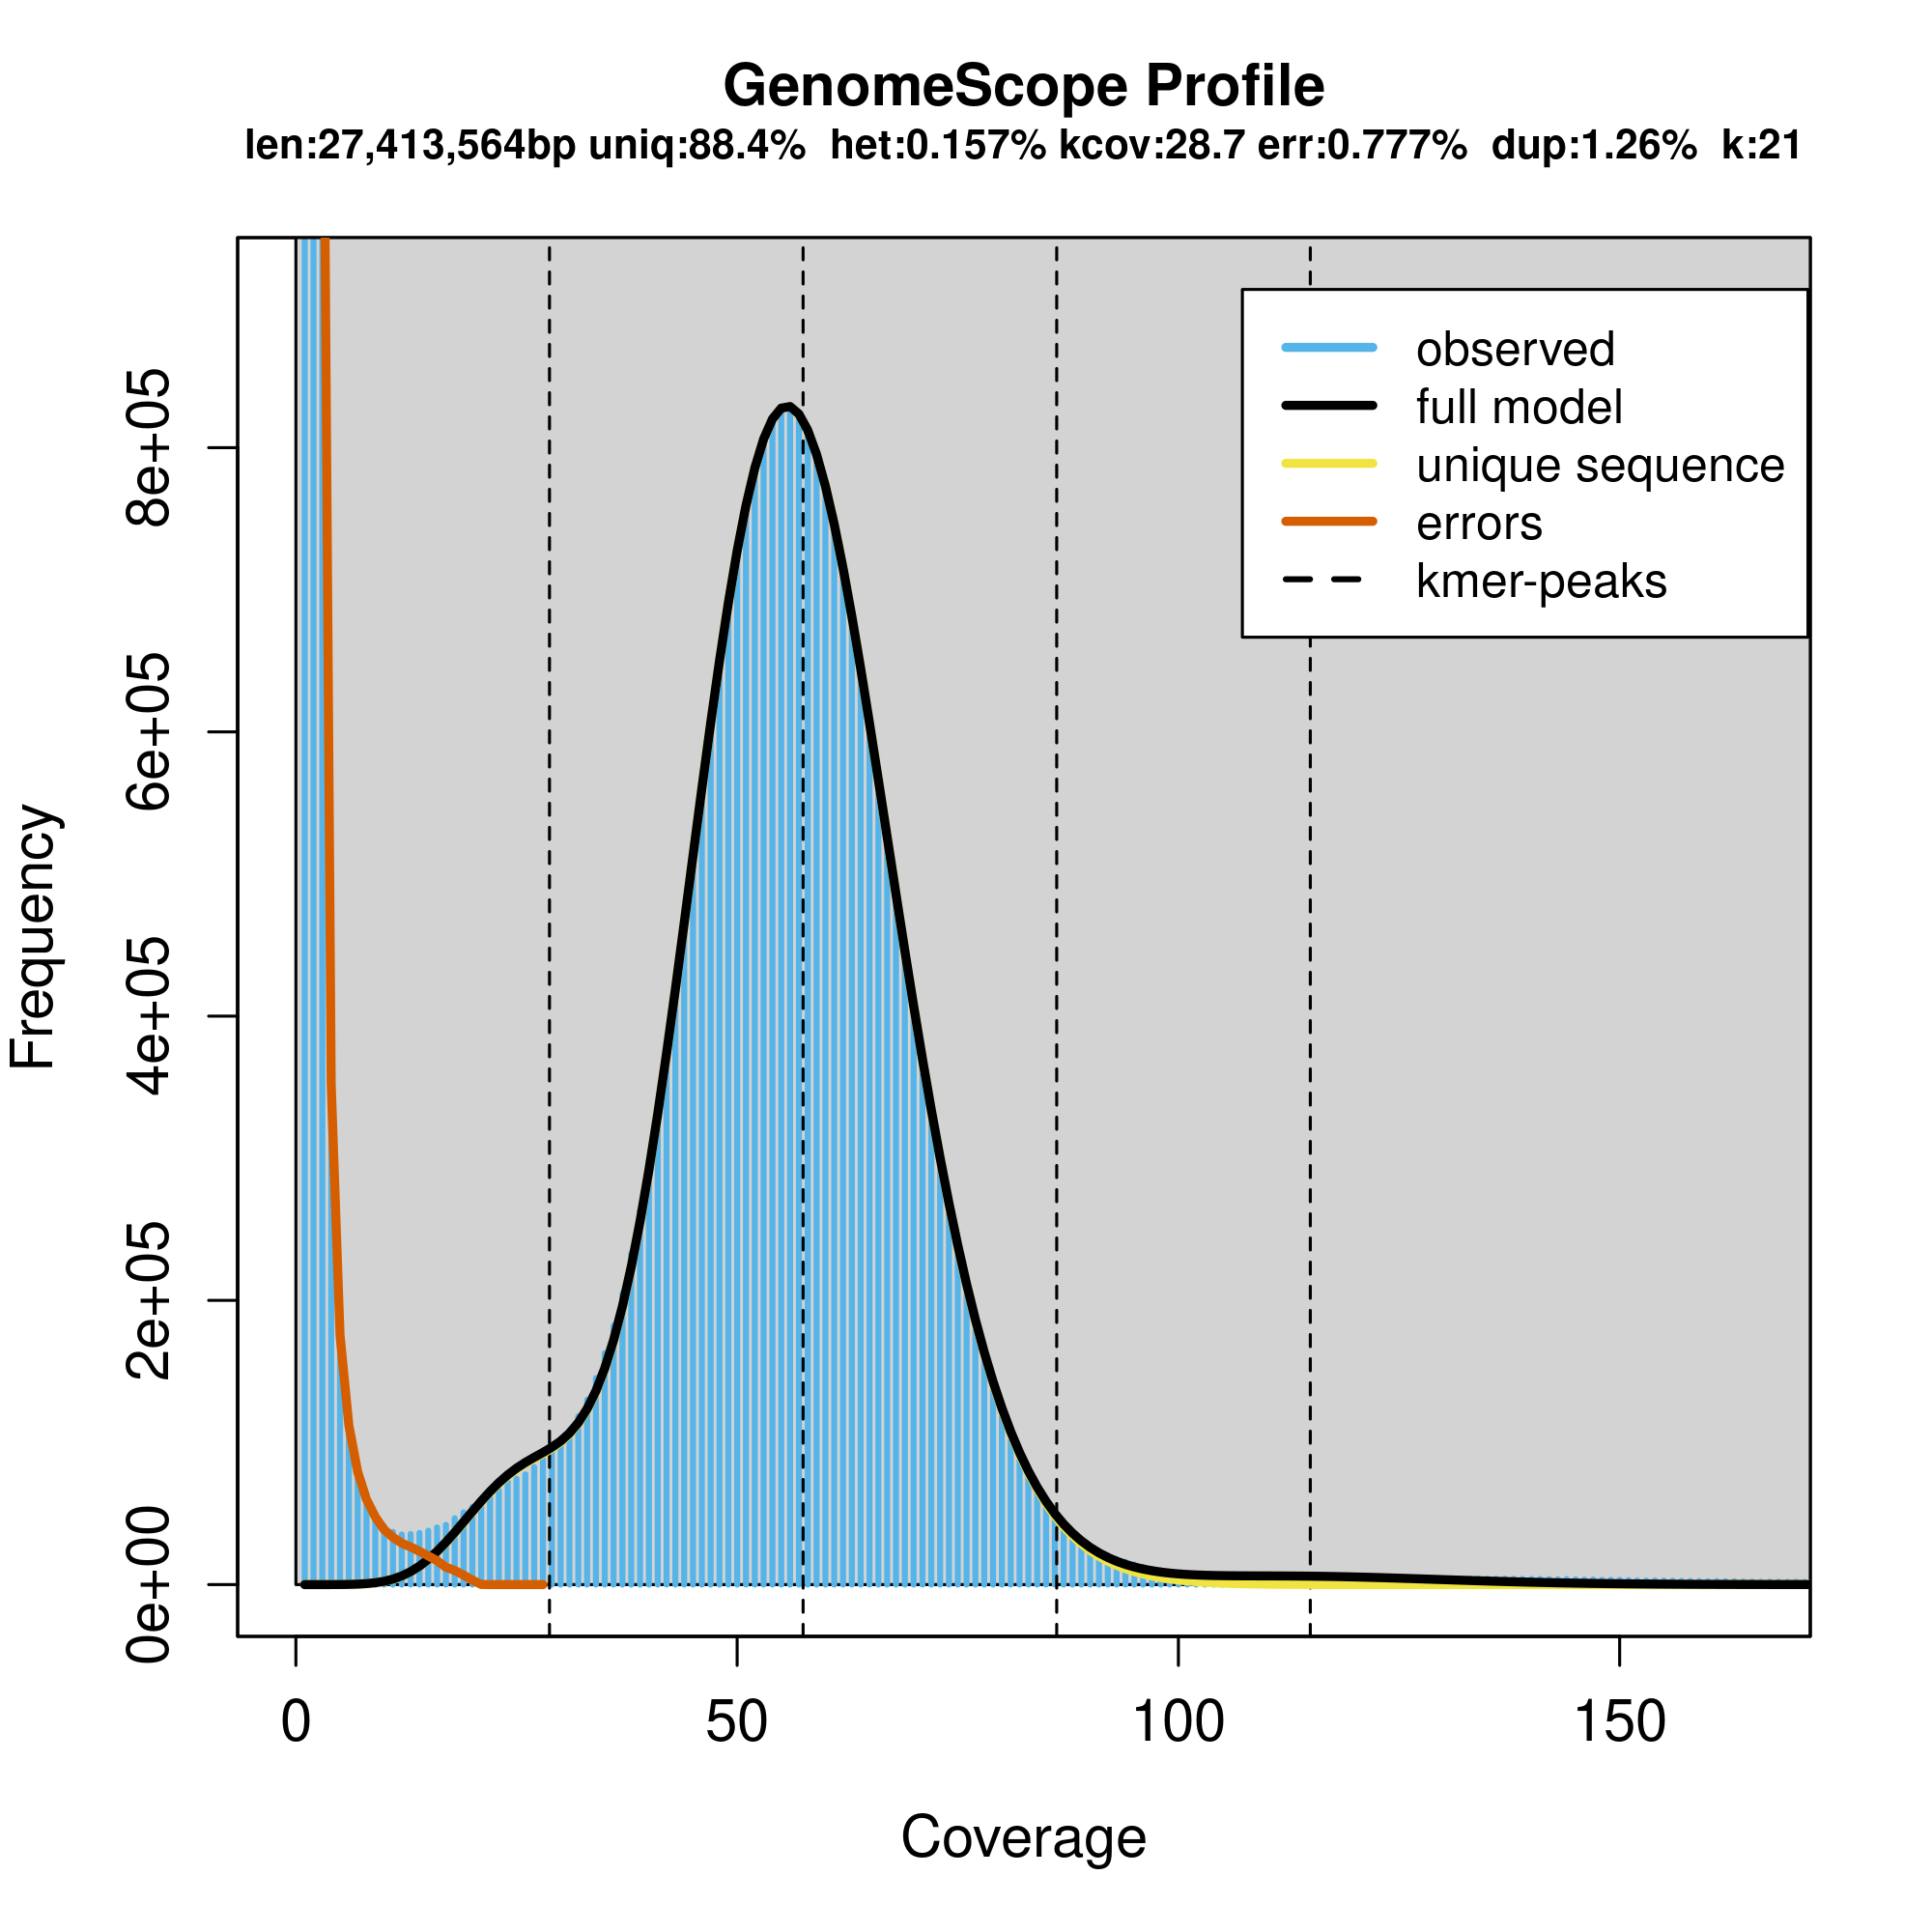 GenomeScope Profile
len:27,413,564bp uniq:88.4% het:0.157% kcov:28.7 err:0.777% dup:1.26% k:21
observed
full model
unique sequence
errors
kmer-peaks
8e+05
6e+05
4e+05
2e+05
0e+00
Frequency
0 50 100 150
Coverage